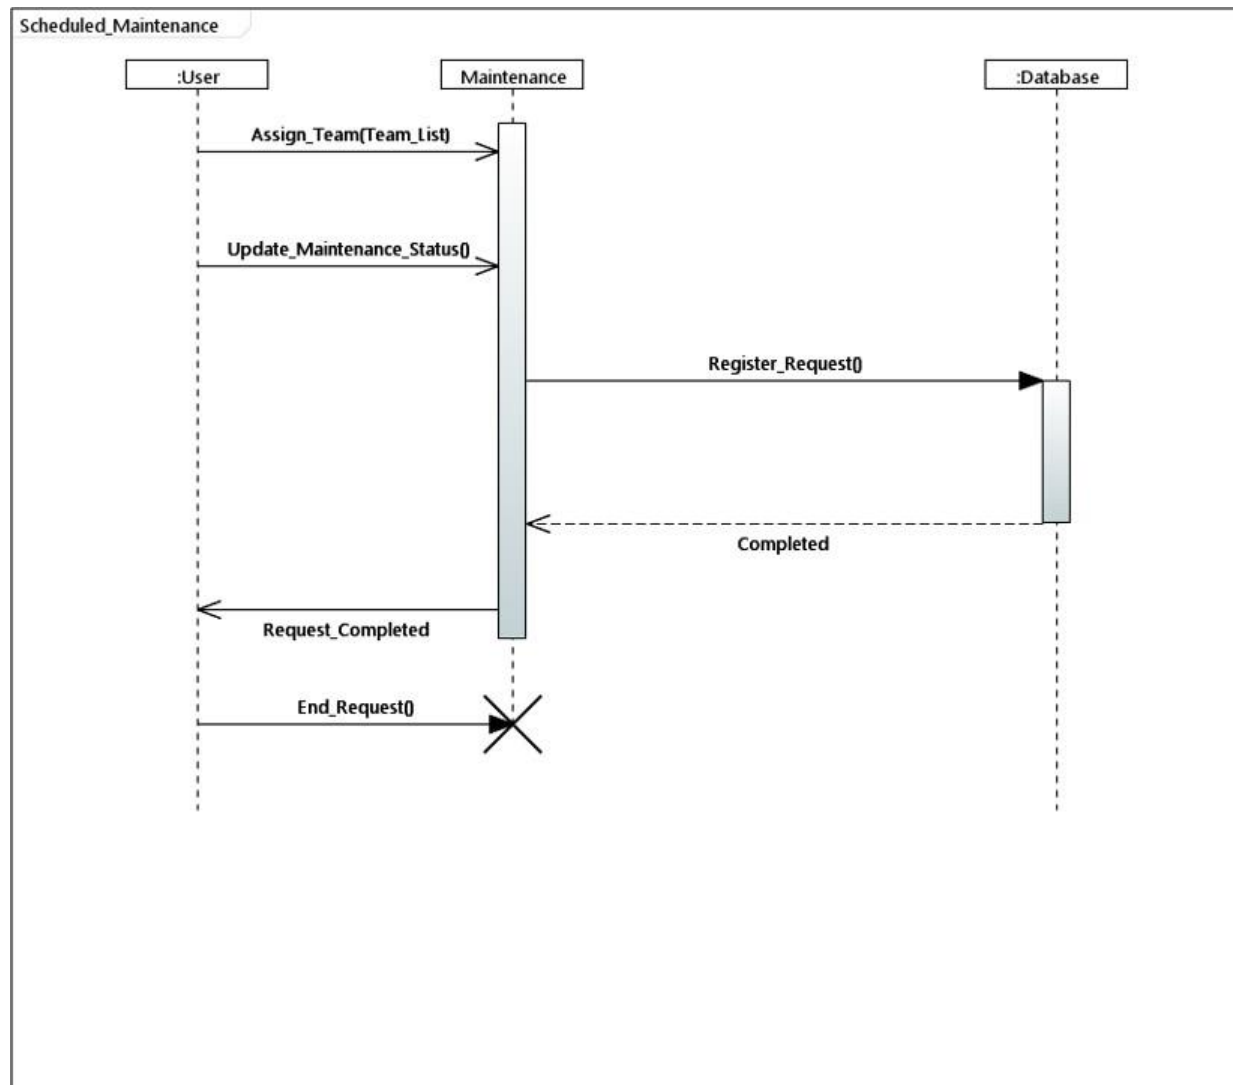 Scheduled_Maintenance
:User
Maintenance
:Database
Assign_Team(Team_List)
Update_Maintenance_Status()
Register_Request()
Completed
Request_Completed
End_Request()